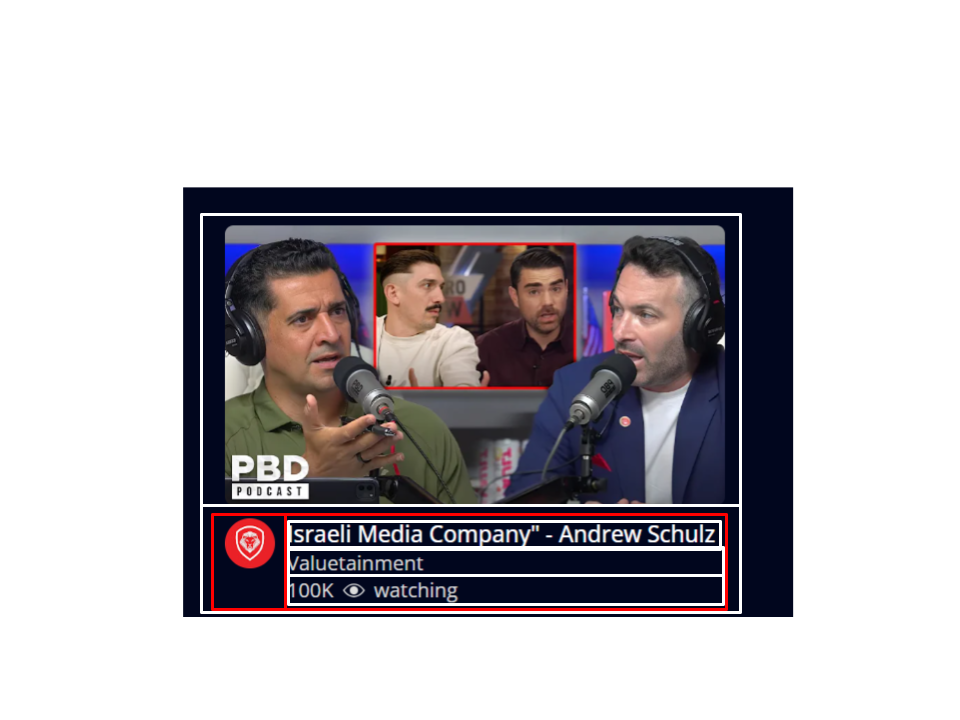 PBD
PODCAST
Israeli Media Company" - Andrew Schulz
Valuetainment
100K watching